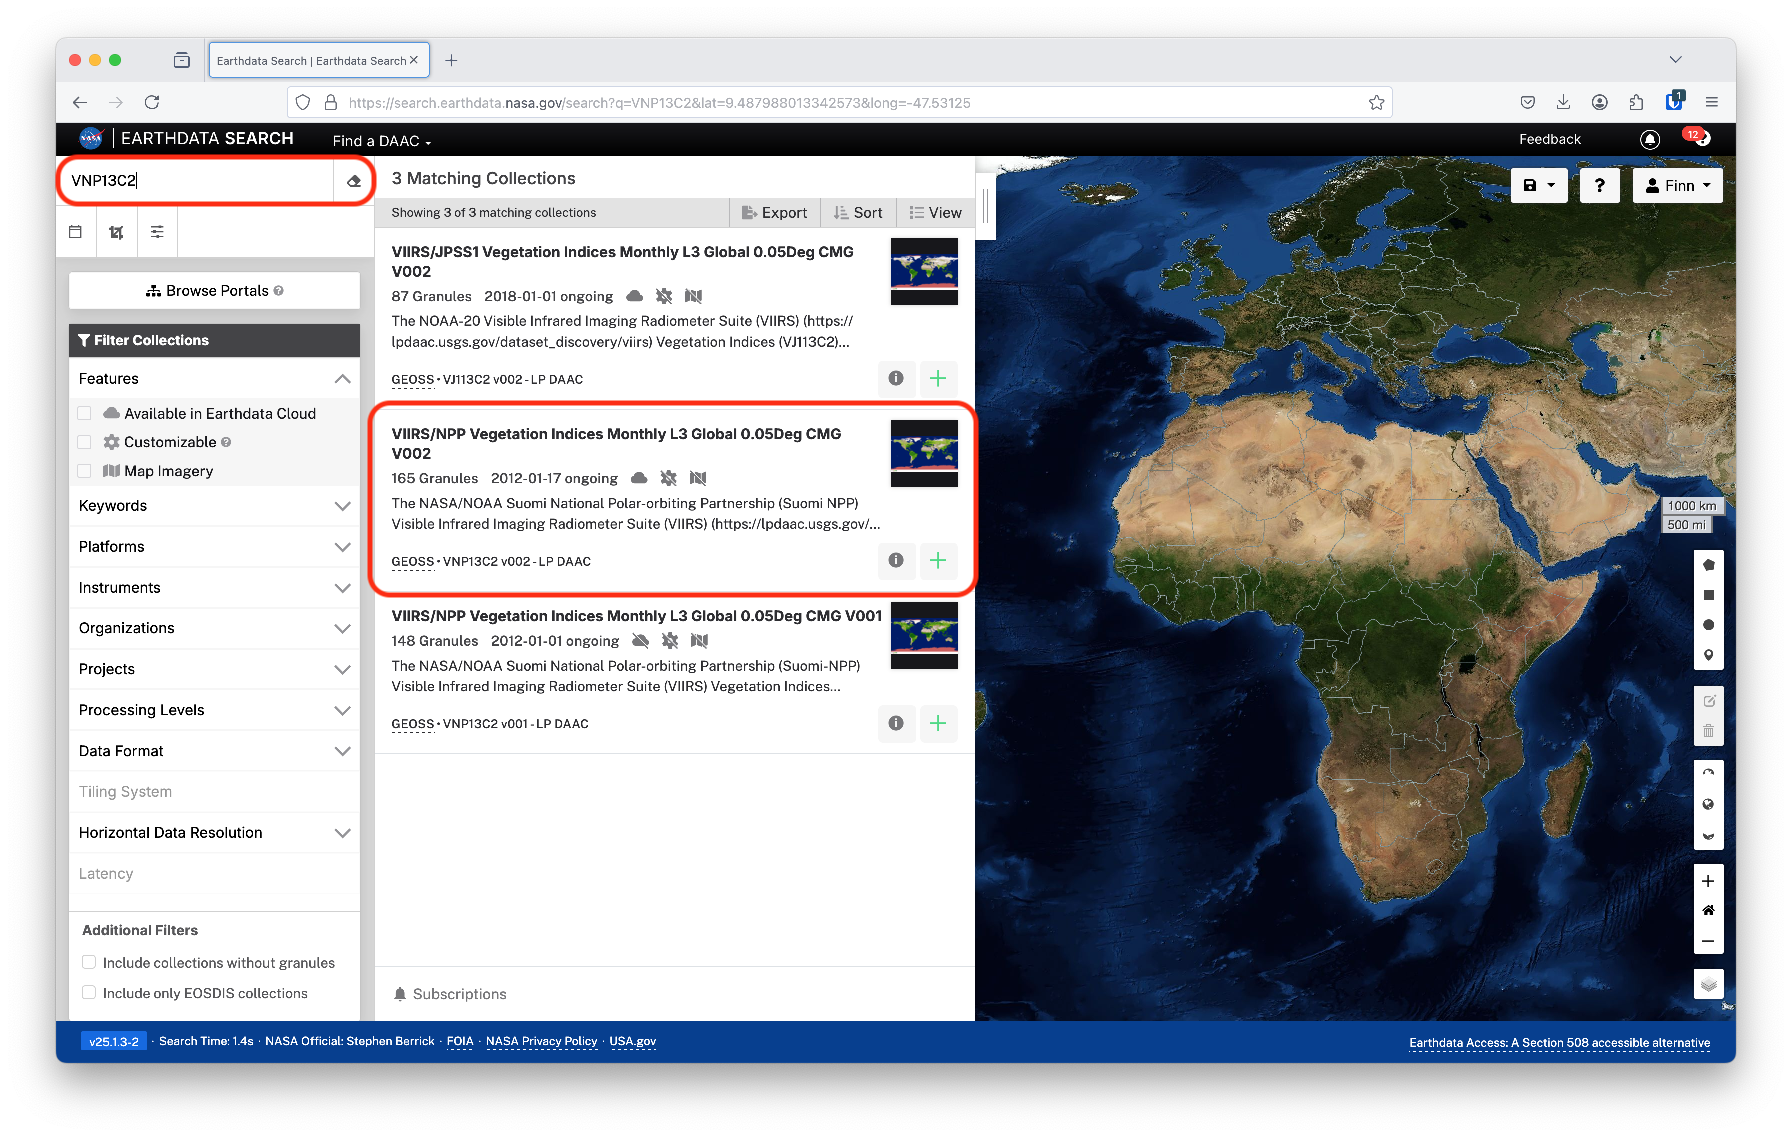 Earthdata Search | Earthdata Search
https://search.earthdata.nasa.gov/search?q=VNP13C2&lat=9.487988013342573&long=-47.53125
1
NASA
EARTHDATA SEARCH
Find a DAAC
Feedback
12
VNP13C2
3 Matching Collections
Showing 3 of 3 matching collections
Export
Sort
View
?
Finn
Browse Portals
Filter Collections
Features
Available in Earthdata Cloud
Customizable
Map Imagery
Keywords
Platforms
Instruments
Organizations
Projects
Processing Levels
Data Format
Tiling System
Horizontal Data Resolution
Latency
Additional Filters
Include collections without granules
Include only EOSDIS collections
VIIRS/JPSS1 Vegetation Indices Monthly L3 Global 0.05Deg CMG
V002
87 Granules 2018-01-01 ongoing
The NOAA-20 Visible Infrared Imaging Radiometer Suite (VIIRS) (https://
lpdaac.usgs.gov/dataset_discovery/viirs) Vegetation Indices (VJ113C2)...
GEOSS • VJ113C2 v002 - LP DAAC
VIIRS/NPP Vegetation Indices Monthly L3 Global 0.05Deg CMG
V002
165 Granules 2012-01-17 ongoing
The NASA/NOAA Suomi National Polar-orbiting Partnership (Suomi NPP)
Visible Infrared Imaging Radiometer Suite (VIIRS) (https://lpdaac.usgs.gov/...
GEOSS • VNP13C2 v002 - LP DAAC
VIIRS/NPP Vegetation Indices Monthly L3 Global 0.05Deg CMG V001
148 Granules 2012-01-01 ongoing
The NASA/NOAA Suomi National Polar-orbiting Partnership (Suomi-NPP)
Visible Infrared Imaging Radiometer Suite (VIIRS) Vegetation Indices...
GEOSS • VNP13C2 v001 - LP DAAC
Subscriptions
1000 km
500 mi
v25.1.3-2 · Search Time: 1.4s · NASA Official: Stephen Berrick · FOIA · NASA Privacy Policy · USA.gov
Earthdata Access: A Section 508 accessible alternative